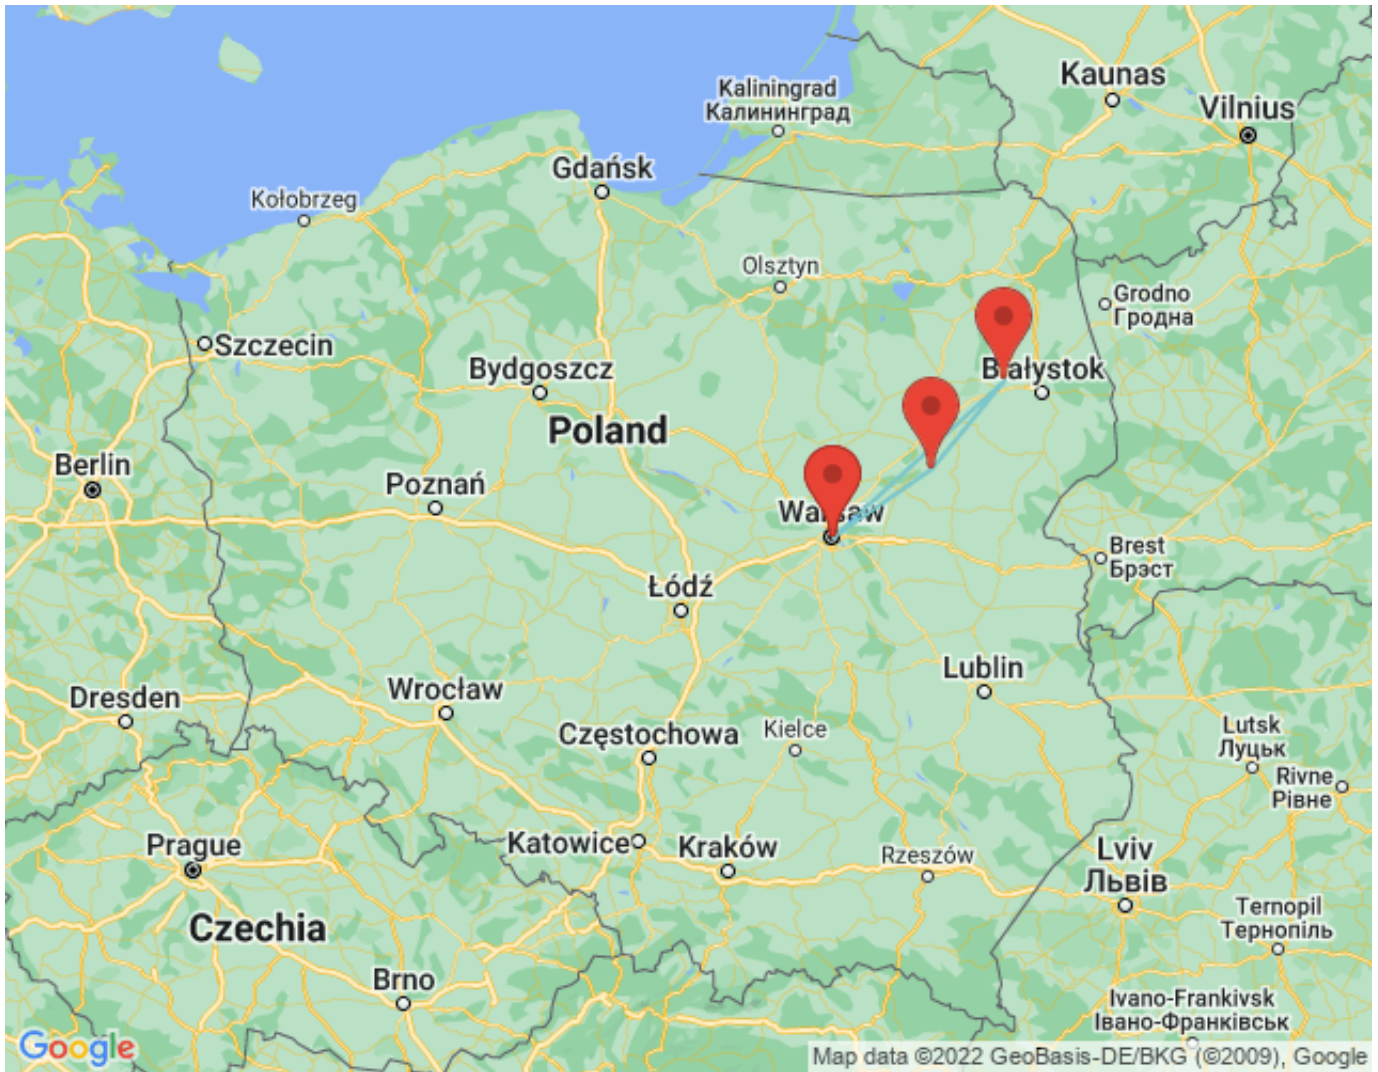 Kaunas
Kaliningrad
Калининград
Vilnius
Gdańsk
Kołobrzeg
Olsztyn
Grodno
Гродна
Szczecin
Bydgoszcz
Białystok
Poland
Berlin
Poznań
Warsaw
Brest
Брэст
Łódź
Lublin
Dresden
Wrocław
Częstochowa
Kielce
Lutsk
Луцьк
Rivne
Рівне
Prague
Katowice
Kraków
Rzeszów
Lviv
Львів
Czechia
Ternopil
Тернопіль
Brno
Ivano-Frankivsk
Івано-Франківськ
Google
Map data ©2022 GeoBasis-DE/BKG (©2009), Google